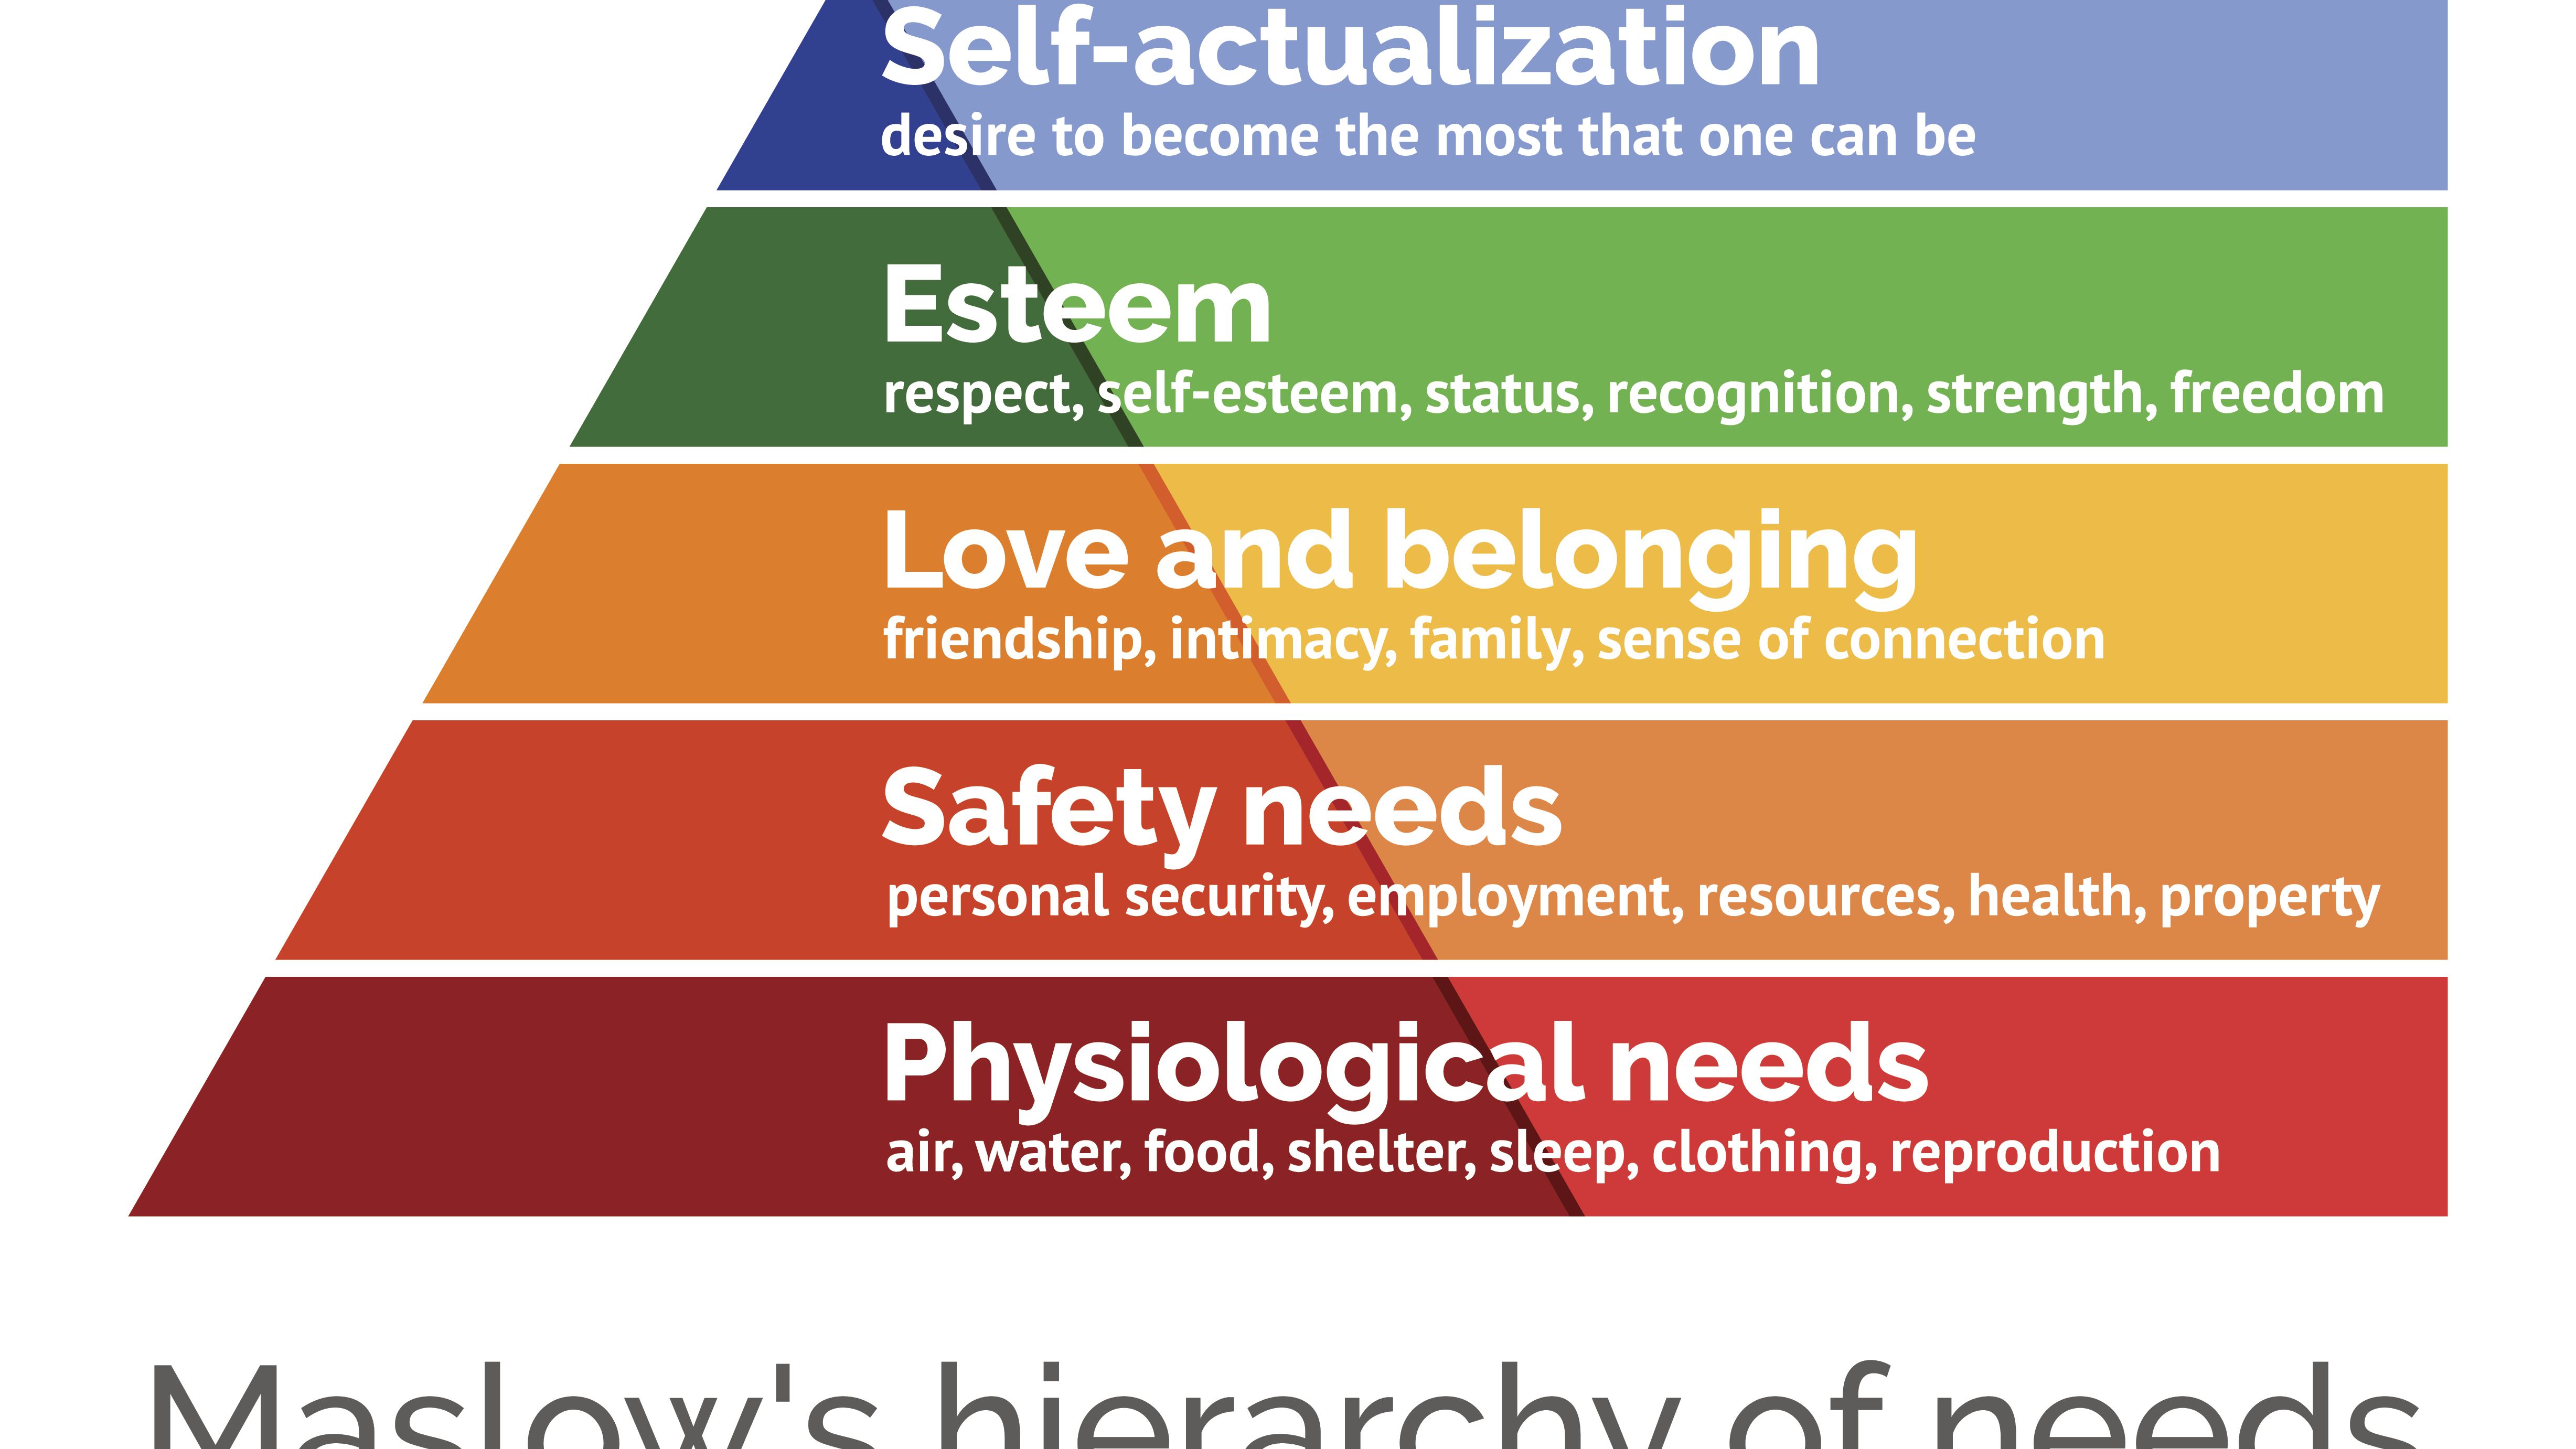 Self-actualization
desire to become the most that one can be
Esteem
respect, self-esteem, status, recognition, strength, freedom
Love and belonging
friendship, intimacy, family, sense of connection
Safety needs
personal security, employment, resources, health, property
Physiological needs
air, water, food, shelter, sleep, clothing, reproduction
Maslow's hierarchy of needs